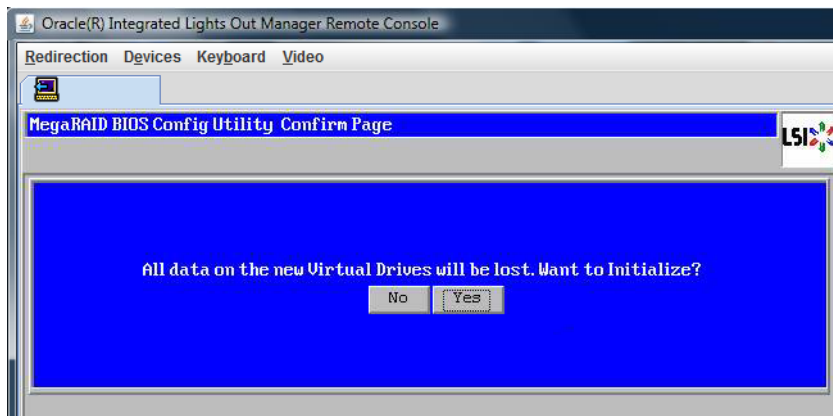 Oracle(R) Integrated Lights Out Manager Remote Console
Redirection Devices Keyboard Video
MegaRAID BIOS Config Utility Confirm Page
LSI
All data on the new Virtual Drives will be lost. Want to Initialize?
No Yes